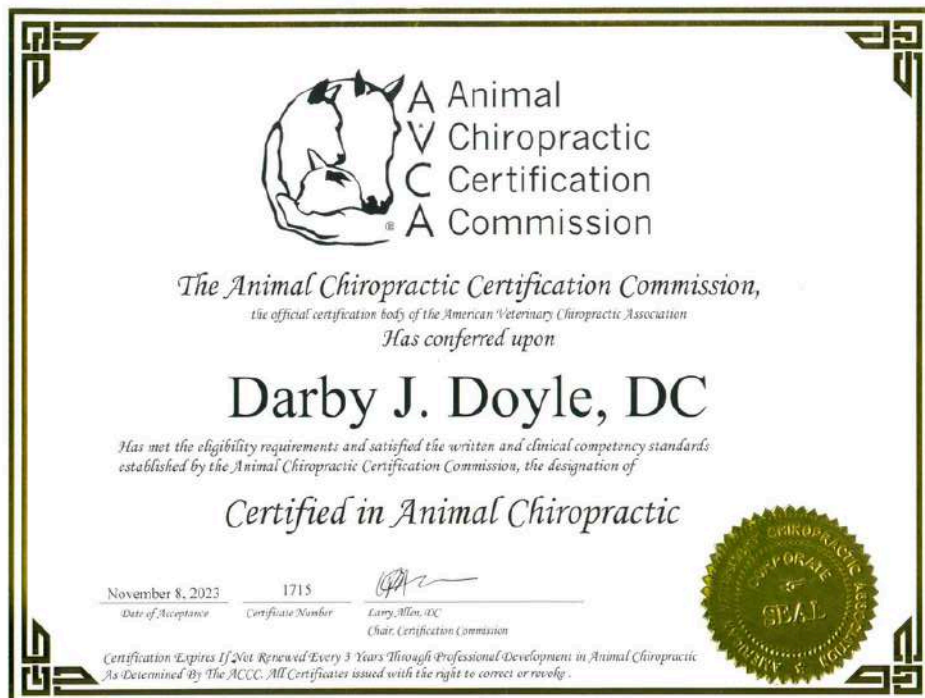 A Animal
V Chiropractic
C Certification
® A Commission
The Animal Chiropractic Certification Commission,
the official certification body of the American Veterinary Chiropractic Association
Has conferred upon
Darby J. Doyle, DC
Has met the eligibility requirements and satisfied the written and clinical competency standards
established by the Animal Chiropractic Certification Commission, the designation of
Certified in Animal Chiropractic
November 8, 2023 1715
Date of Acceptance Certificate Number Larry Allen, DC
Chair, Certification Commission
Certification Expires If Not Renewed Every 3 Years Through Professional Development in Animal Chiropractic
As Determined By The ACCC. All Certificates issued with the right to correct or revoke .
CHIROPRACTIC
CORPORATE
SEAL